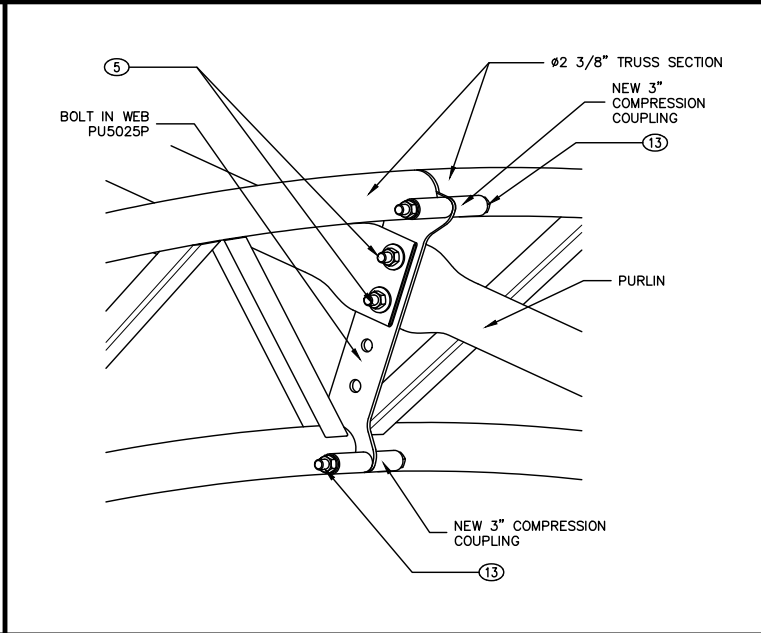 5
ø2 3/8" TRUSS SECTION
NEW 3"
COMPRESSION
COUPLING
BOLT IN WEB
PU5025P
13
PURLIN
NEW 3" COMPRESSION
COUPLING
13